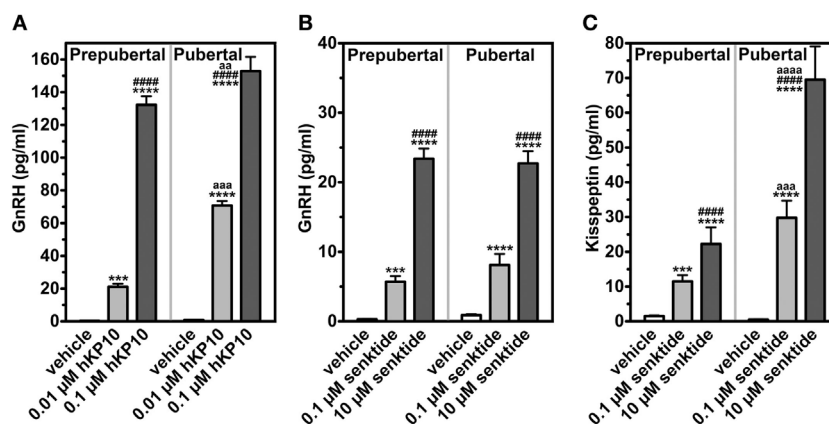 A
Prepubertal
Pubertal
GnRH (pg/ml)
160
140
120
100
80
60
40
20
0
***
####
****
aaa
****
aa
####
****
vehicle
0.01 µM hKP10
0.1 µM hKP10
vehicle
0.01 µM hKP10
0.1 µM hKP10
B
Prepubertal
Pubertal
GnRH (pg/ml)
40
30
20
10
0
***
####
****
****
####
****
vehicle
0.1 µM senktide
10 µM senktide
vehicle
0.1 µM senktide
10 µM senktide
C
Prepubertal
Pubertal
Kisspeptin (pg/ml)
80
70
60
50
40
30
20
10
0
***
####
****
aaa
****
aaaa
####
****
vehicle
0.1 µM senktide
10 µM senktide
vehicle
0.1 µM senktide
10 µM senktide